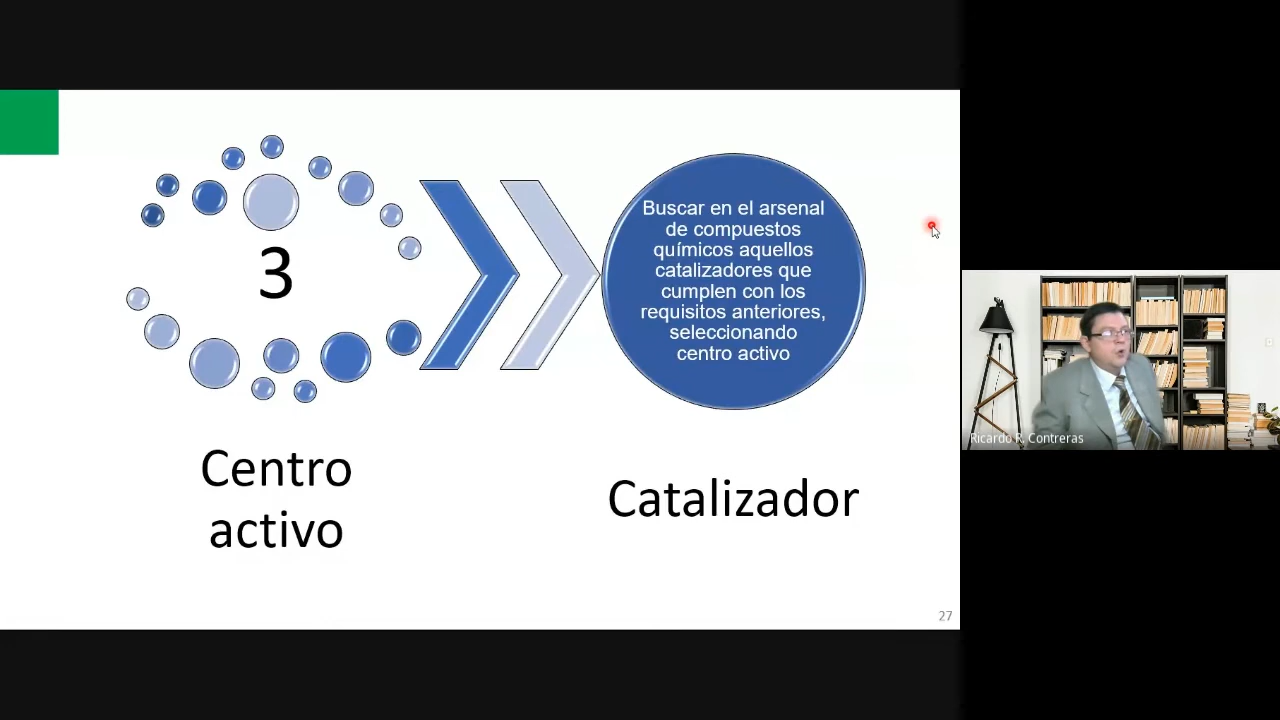 3
Centro
activo
Buscar en el arsenal
de compuestos
químicos aquellos
catalizadores que
cumplen con los
requisitos anteriores,
seleccionando
centro activo
Catalizador
27
Ricardo R. Contreras